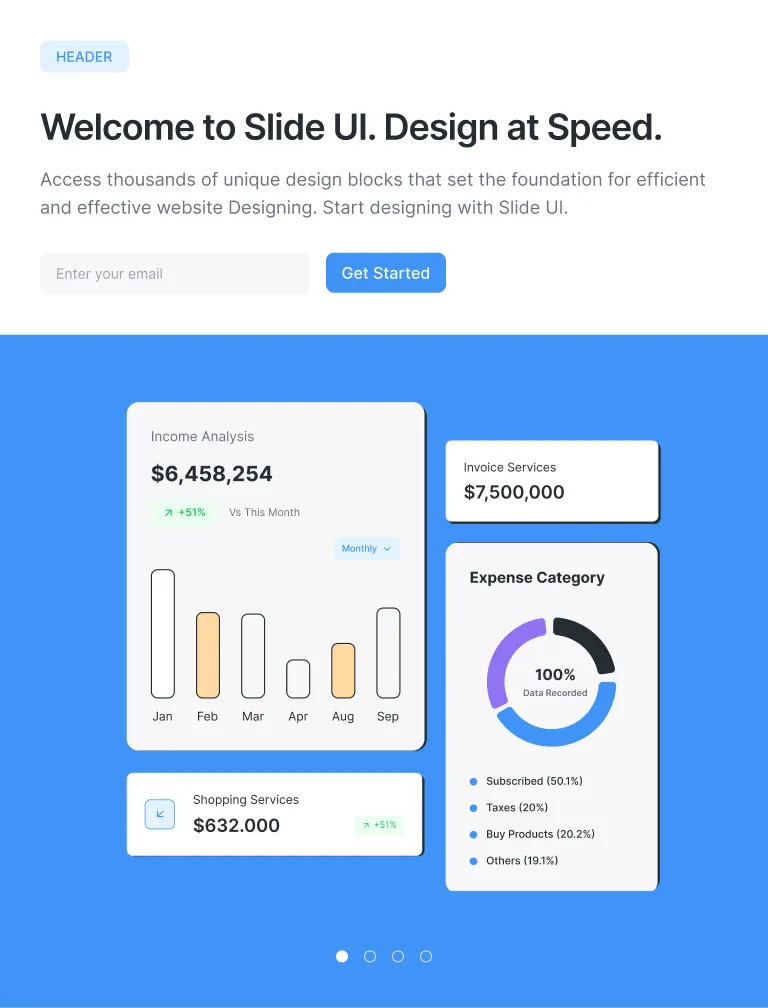 HEADER
Welcome to Slide UI. Design at Speed.
Access thousands of unique design blocks that set the foundation for efficient
and effective website Designing. Start designing with Slide UI.
Enter your email
Get Started
Income Analysis
$6,458,254
+51%
Vs This Month
Monthly
Jan
Feb
Mar
Apr
Aug
Sep
Shopping Services
$632.000
+51%
Invoice Services
$7,500,000
Expense Category
100%
Data Recorded
Subscribed (50.1%)
Taxes (20%)
Buy Products (20.2%)
Others (19.1%)